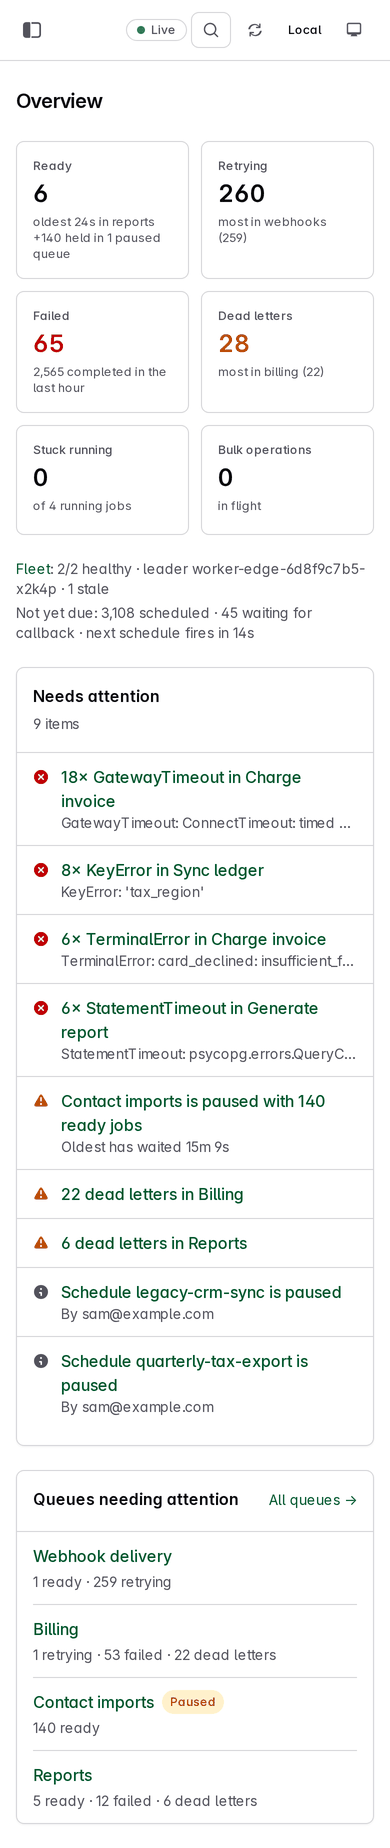 Live
Local
Overview
Ready
6
oldest 24s in reports
+140 held in 1 paused
queue
Retrying
260
most in webhooks
(259)
Failed
65
2,565 completed in the
last hour
Dead letters
28
most in billing (22)
Stuck running
0
of 4 running jobs
Bulk operations
0
in flight
Fleet: 2/2 healthy · leader worker-edge-6d8f9c7b5-
x2k4p · 1 stale
Not yet due: 3,108 scheduled · 45 waiting for
callback · next schedule fires in 14s
Needs attention
9 items
18× GatewayTimeout in Charge
invoice
GatewayTimeout: ConnectTimeout: timed ...
8× KeyError in Sync ledger
KeyError: 'tax_region'
6× TerminalError in Charge invoice
TerminalError: card_declined: insufficient_f...
6× StatementTimeout in Generate
report
StatementTimeout: psycopg.errors.QueryC...
Contact imports is paused with 140
ready jobs
Oldest has waited 15m 9s
22 dead letters in Billing
6 dead letters in Reports
Schedule legacy-crm-sync is paused
By sam@example.com
Schedule quarterly-tax-export is
paused
By sam@example.com
Queues needing attention
All queues →
Webhook delivery
1 ready · 259 retrying
Billing
1 retrying · 53 failed · 22 dead letters
Contact imports Paused
140 ready
Reports
5 ready · 12 failed · 6 dead letters